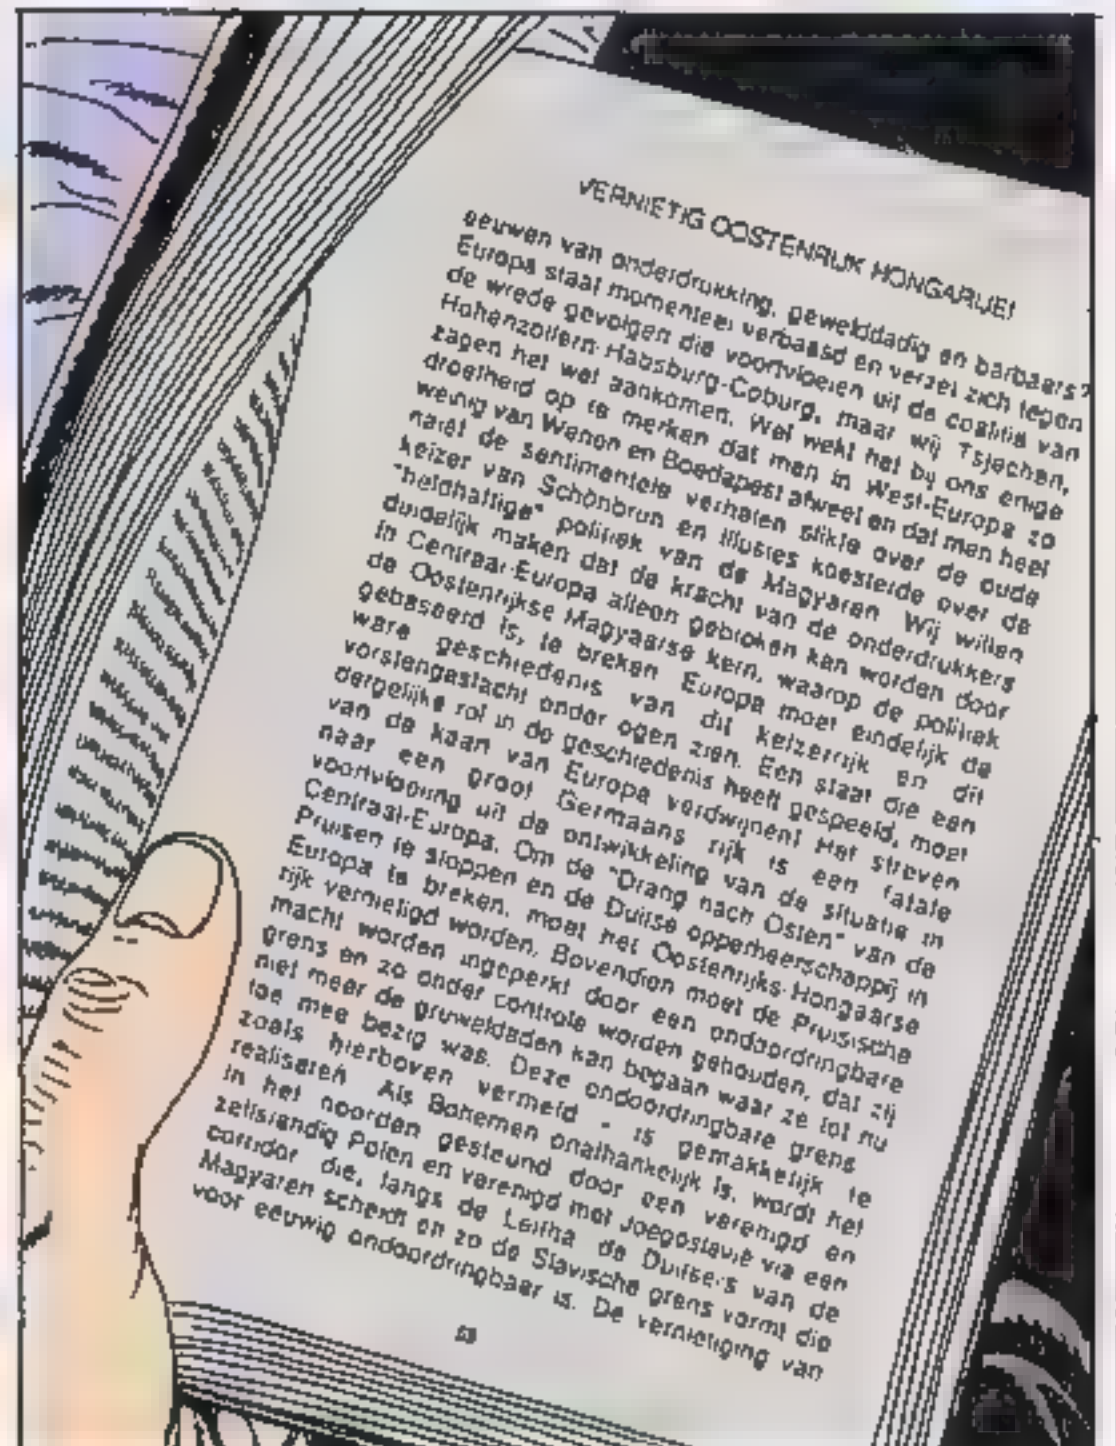 VERNIETIG OOSTENRIJK HONGARIJE!
eeuwen van onderdrukking, gewelddadig en barbaars?
Europa staat momenteel verbaasd en verzet zich tegen
de wrede gevolgen die voortvloeien uit de coalitie van
Hohenzollern-Habsburg-Coburg, maar wij Tsjechen,
zagen het wel aankomen. Wel wekt het bij ons enige
droefheid op te merken dat men in West-Europa zo
weinig van Wenen en Boedapest afweet en dat men heel
naïef de sentimentele verhalen slikte over de oude
keizer van Schönbrun en illusies koesterde over de
"heldhaftige" politiek van de Magyaren. Wij willen
duidelijk maken dat de kracht van de onderdrukkers
in Centraal-Europa alleen gebroken kan worden door
de Oostenrijkse Magyaarse kern, waarop de politiek
gebaseerd is, te breken. Europa moet eindelijk de
ware geschiedenis van dit keizerrijk en dit
vorstengeslacht onder ogen zien. Een staat die een
dergelijke rol in de geschiedenis heeft gespeeld, moet
van de kaart van Europa verdwijnen! Het streven
naar een groot Germaans rijk is een fatale
voortvloeiing uit de ontwikkeling van de situatie in
Centraal-Europa. Om de "Drang nach Osten" van de
Pruisen te stoppen en de Duitse opperheerschappij in
Europa te breken, moet het Oostenrijks-Hongaarse
rijk vernietigd worden. Bovendien moet de Pruisische
macht worden ingeperkt door een ondoordringbare
grens en zo onder controle worden gehouden, dat zij
niet meer de gruweldaden kan begaan waar ze tot nu
toe mee bezig was. Deze ondoordringbare grens
zoals hierboven vermeld - is gemakkelijk te
realiseren. Als Bohemen onafhankelijk is, wordt het
in het noorden gesteund door een verenigd en
zelfstandig Polen en verenigd met Joegoslavië via een
corridor die, langs de Leitha de Duitsers van de
Magyaren scheidt en zo de Slavische grens vormt die
voor eeuwig ondoordringbaar is. De vernietiging van
53